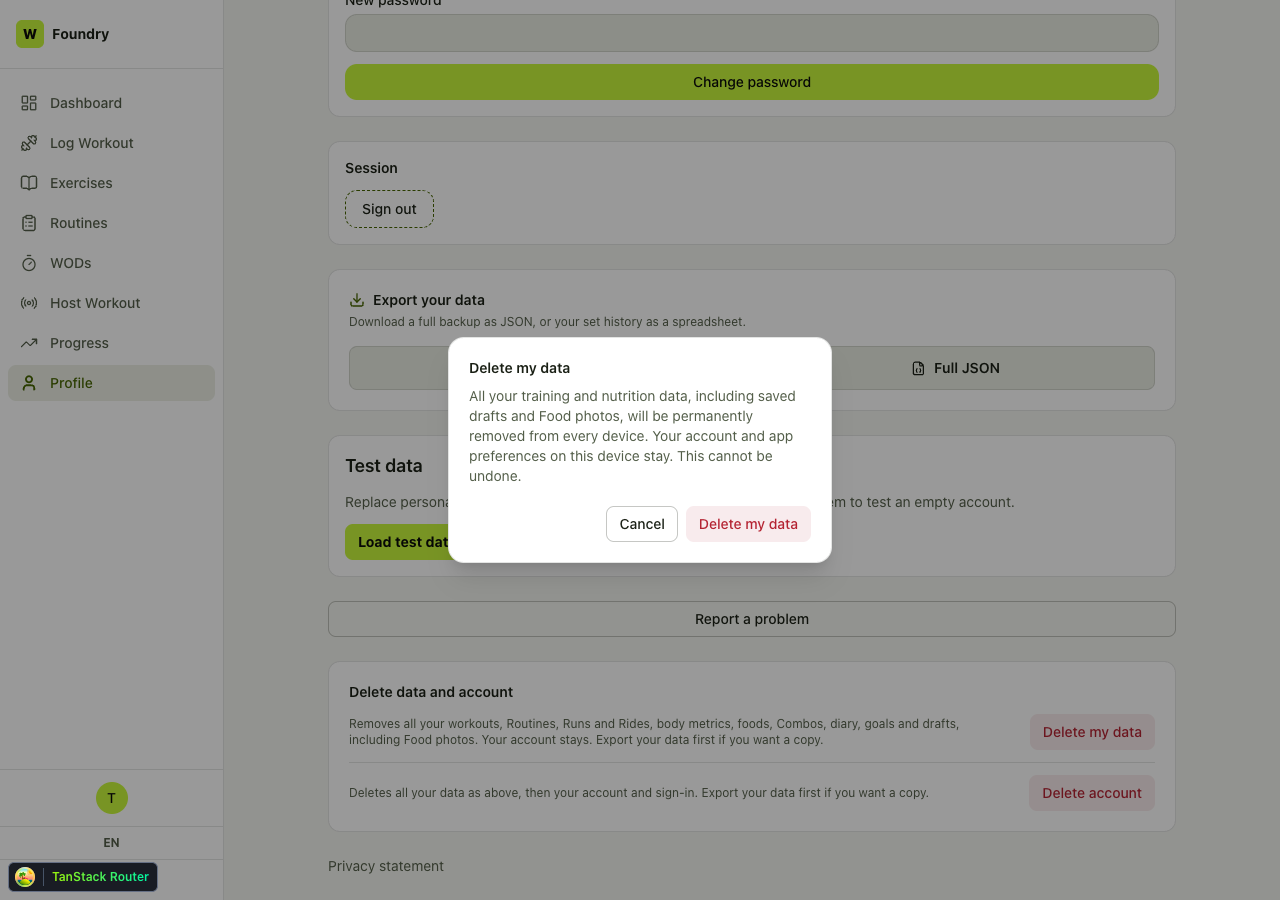 W Foundry
Dashboard
Log Workout
Exercises
Routines
WODs
Host Workout
Progress
Profile
T
EN
TanStack Router
New password
Change password
Session
Sign out
Export your data
Download a full backup as JSON, or your set history as a spreadsheet.
Full JSON
Test data
Replace persona
m to test an empty account.
Load test dat
Delete my data
All your training and nutrition data, including saved
drafts and Food photos, will be permanently
removed from every device. Your account and app
preferences on this device stay. This cannot be
undone.
Cancel
Delete my data
Report a problem
Delete data and account
Removes all your workouts, Routines, Runs and Rides, body metrics, foods, Combos, diary, goals and drafts,
including Food photos. Your account stays. Export your data first if you want a copy.
Delete my data
Deletes all your data as above, then your account and sign-in. Export your data first if you want a copy.
Delete account
Privacy statement